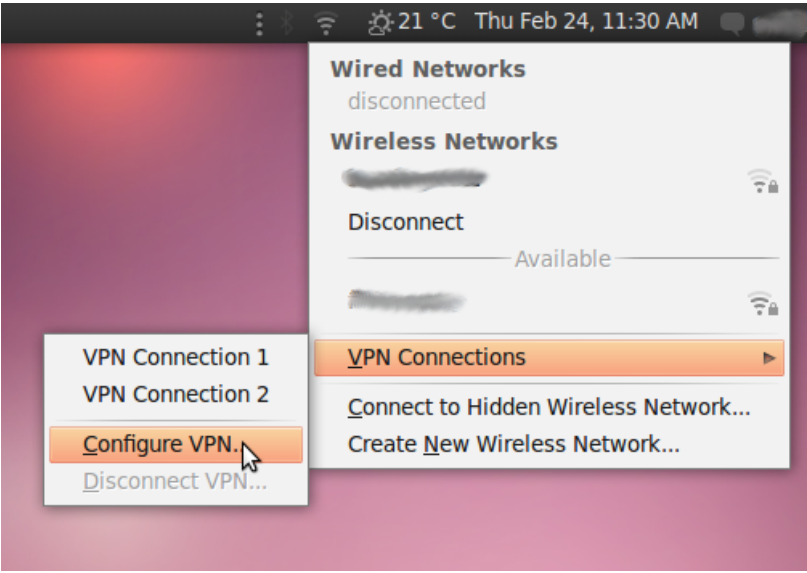 21 °C Thu Feb 24, 11:30 AM
Wired Networks
disconnected
Wireless Networks
Disconnect
Available
VPN Connections
Connect to Hidden Wireless Network...
Create New Wireless Network...
VPN Connection 1
VPN Connection 2
Configure VPN...
Disconnect VPN...